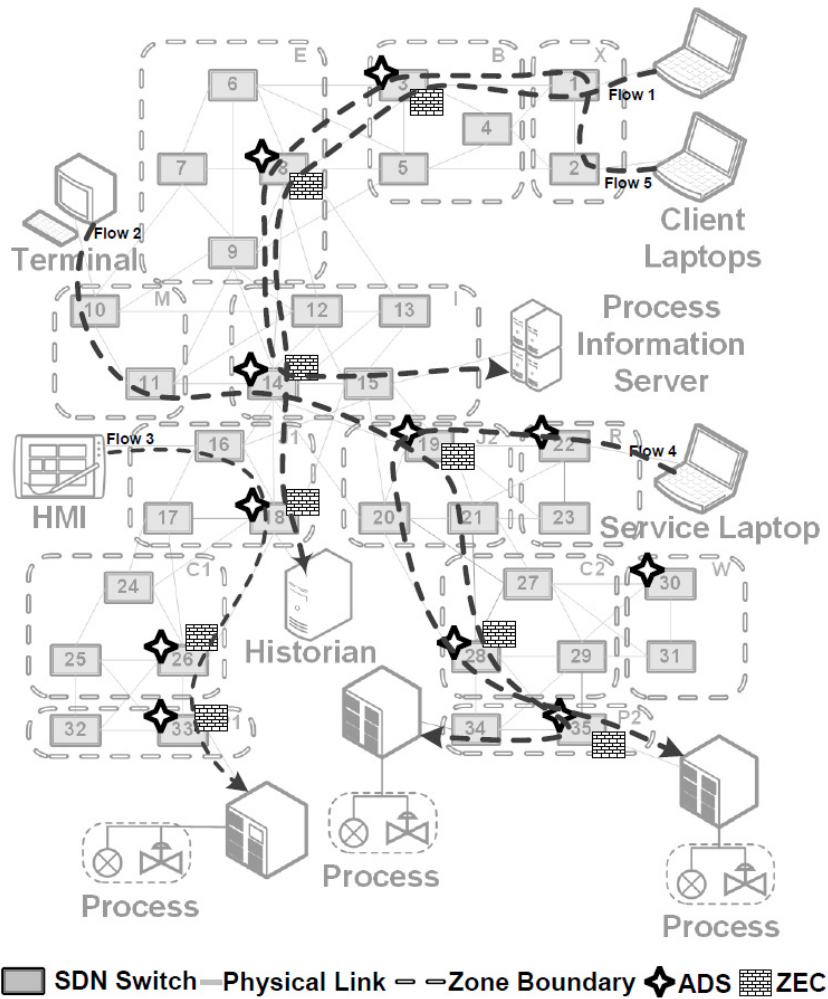 E
B
X
6
3
1
Flow 1
4
7
8
5
2
Flow 5
Client
Laptops
Flow 2
Terminal
9
M
I
10
12
13
Process
Information
Server
11
14
15
Flow 3
16
1
19
J2
22
R
Flow 4
HMI
17
18
20
21
23
Service Laptop
24
C1
27
C2
30
W
Historian
25
26
28
29
31
32
33
1
34
35
P2
Process
Process
Process
SDN Switch
Physical Link
Zone Boundary
ADS
ZEC